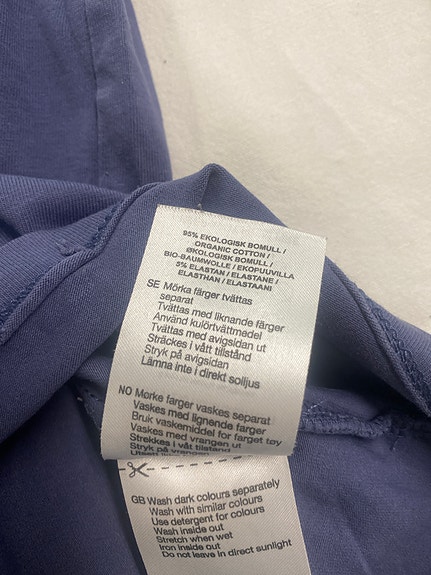 95% EKOLOGISK BOMULL /
ORGANIC COTTON /
ØKOLOGISK BOMULL /
BIO-BAUMWOLLE / EKOPUUVILLA
5% ELASTAN / ELASTANE /
ELASTHAN / ELASTAANI
SE Mörka färger tvättas
separat
Tvättas med liknande färger
Använd kulörtvättmedel
Tvättas med avigsidan ut
Sträckes i vått tillstånd
Stryk på avigsidan
Lämna inte i direkt solljus
NO Mørke farger vaskes separat
Vaskes med lignende farger
Bruk vaskemiddel for farget tøy
Vaskes med vrangen ut
Strekkes i våt tilstand
Stryk på vrangen
GB Wash dark colours separately
Wash with similar colours
Use detergent for colours
Wash inside out
Stretch when wet
Iron inside out
Do not leave in direct sunlight